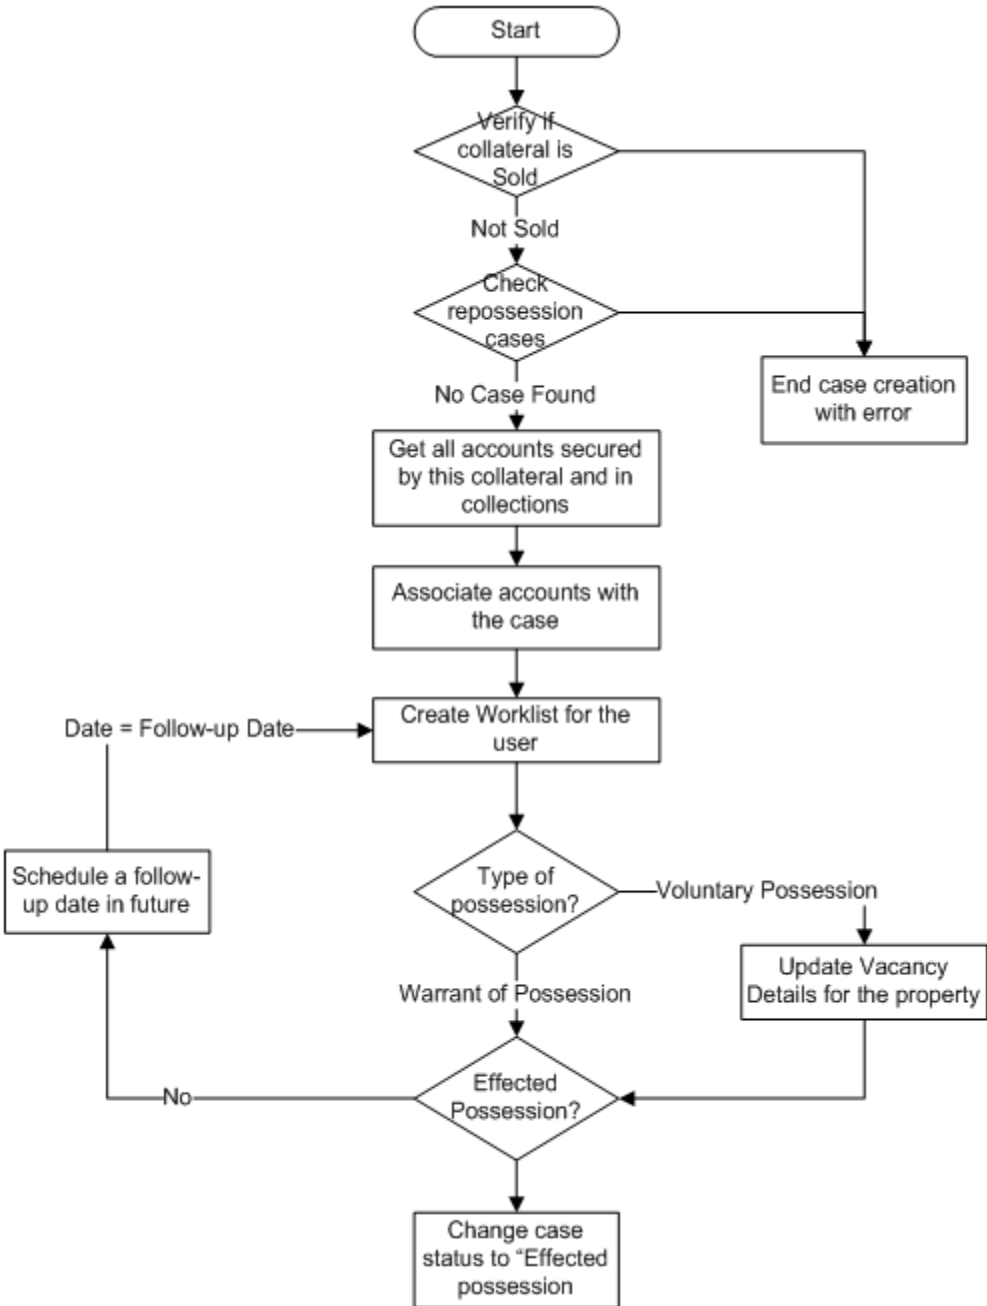 Start
Verify if
collateral is
Sold
Not Sold
Check
repossession
cases
End case creation
with error
No Case Found
Get all accounts secured
by this collateral and in
collections
Associate accounts with
the case
Date = Follow-up Date
Create Worklist for the
user
Schedule a follow-
up date in future
Type of
possession?
Voluntary Possession
Update Vacancy
Details for the property
Warrant of Possession
Effected
Possession?
No
Change case
status to “Effected
possession